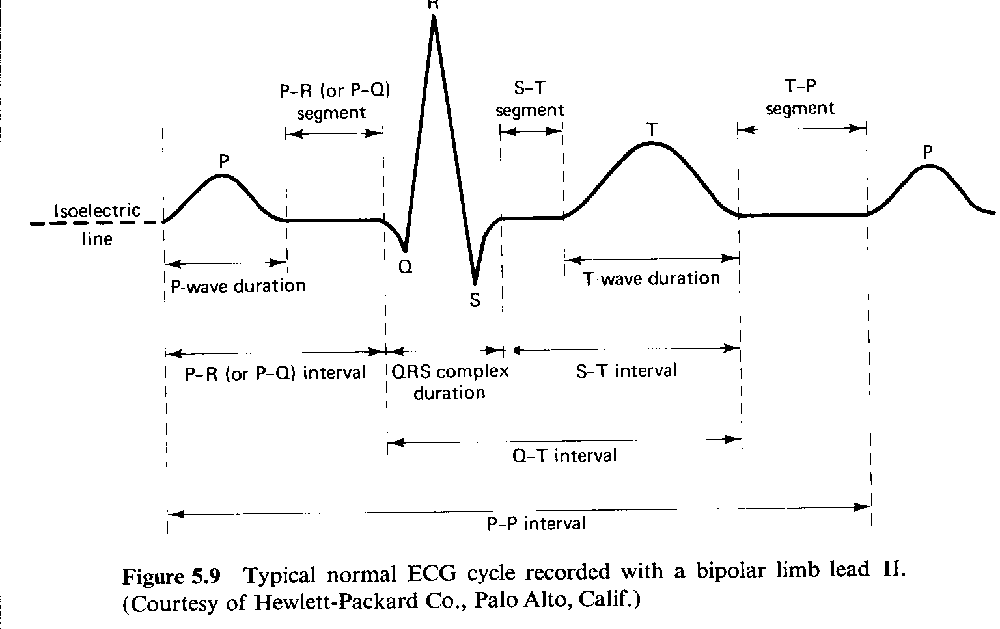 R
P–R (or P–Q)
segment
S–T
segment
T–P
segment
P
T
P
Isoelectric
line
Q
S
P-wave duration
T-wave duration
P–R (or P–Q) interval
QRS complex
duration
S–T interval
Q–T interval
P–P interval
Figure 5.9 Typical normal ECG cycle recorded with a bipolar limb lead II.
(Courtesy of Hewlett-Packard Co., Palo Alto, Calif.)